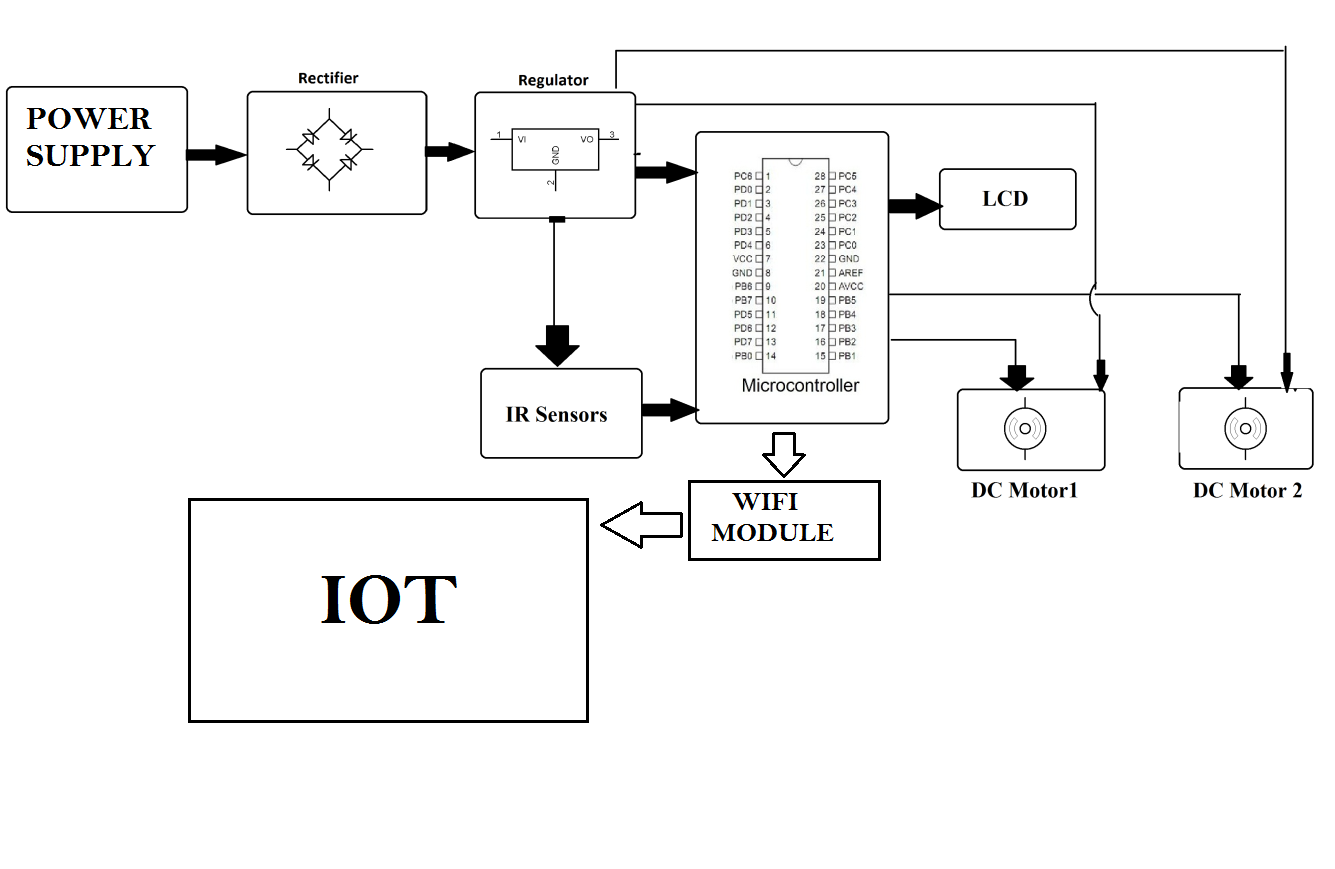 Rectifier
Regulator
POWER
SUPPLY
1
VI
VO
3
GND
2
PC6 1 28 PC5
PD0 2 27 PC4
PD1 3 26 PC3
PD2 4 25 PC2
PD3 5 24 PC1
PD4 6 23 PC0
VCC 7 22 GND
GND 8 21 AREF
PB6 9 20 AVCC
PB7 10 19 PB5
PD5 11 18 PB4
PD6 12 17 PB3
PD7 13 16 PB2
PB0 14 15 PB1
Microcontroller
LCD
IR Sensors
DC Motor1
DC Motor 2
WIFI
MODULE
IOT